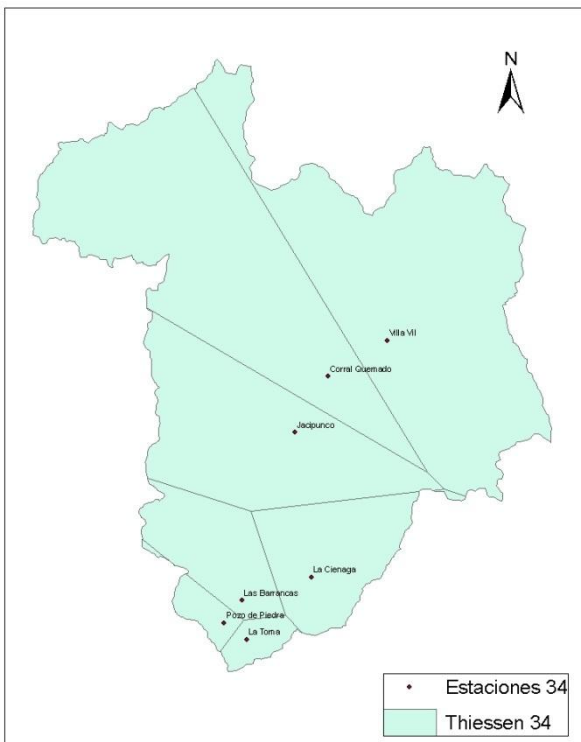 N
Villa Vil
Corral Quemado
Jacipunco
La Cienaga
Las Barrancas
Pozo de Piedra
La Toma
Estaciones 34
Thiessen 34